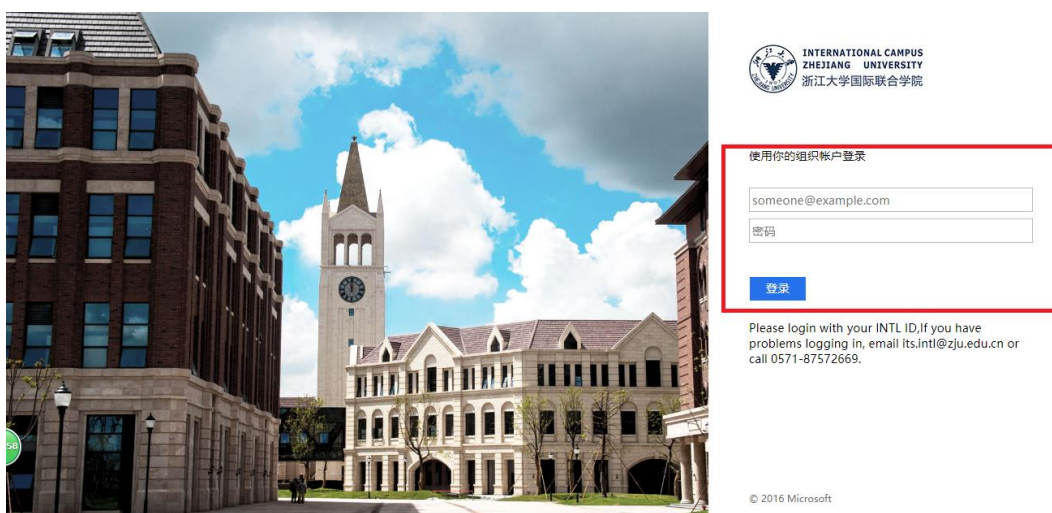 INTERNATIONAL CAMPUS
ZHEJIANG UNIVERSITY
浙江大学国际联合学院
使用你的组织帐户登录
someone@example.com
密码
登录
Please login with your INTL ID,If you have
problems logging in, email its.intl@zju.edu.cn or
call 0571-87572669.
58
© 2016 Microsoft